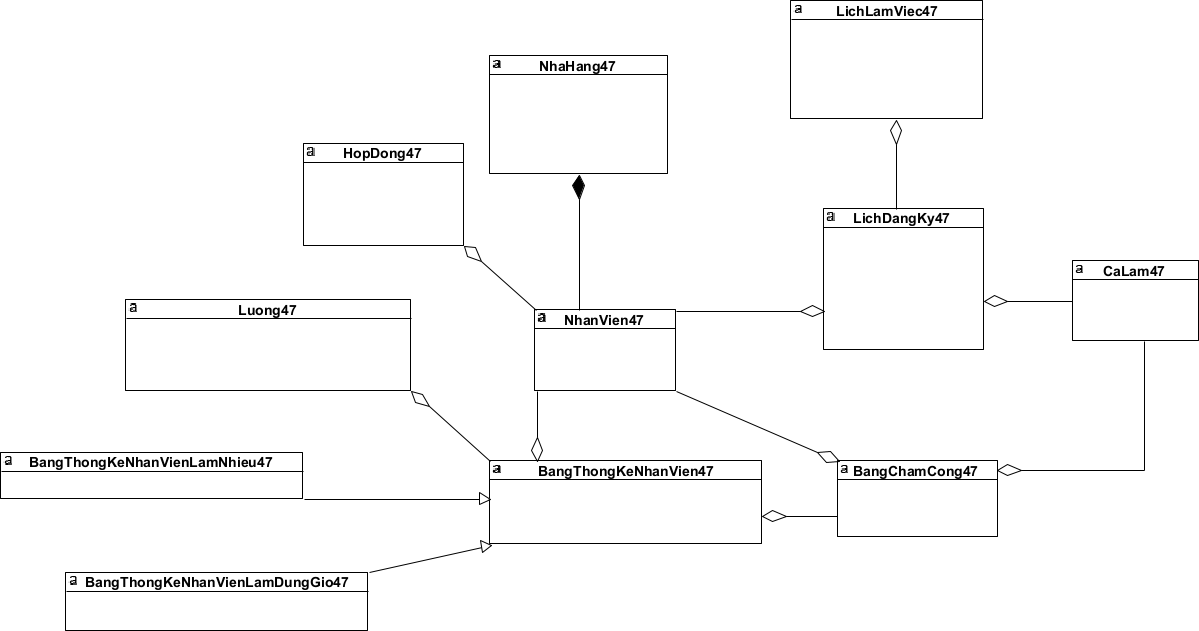 a LichLamViec47
a NhaHang47
a HopDong47
a LichDangKy47
a CaLam47
a Luong47
a NhanVien47
a BangThongKeNhanVienLamNhieu47
a BangThongKeNhanVien47
a BangChamCong47
a BangThongKeNhanVienLamDungGio47